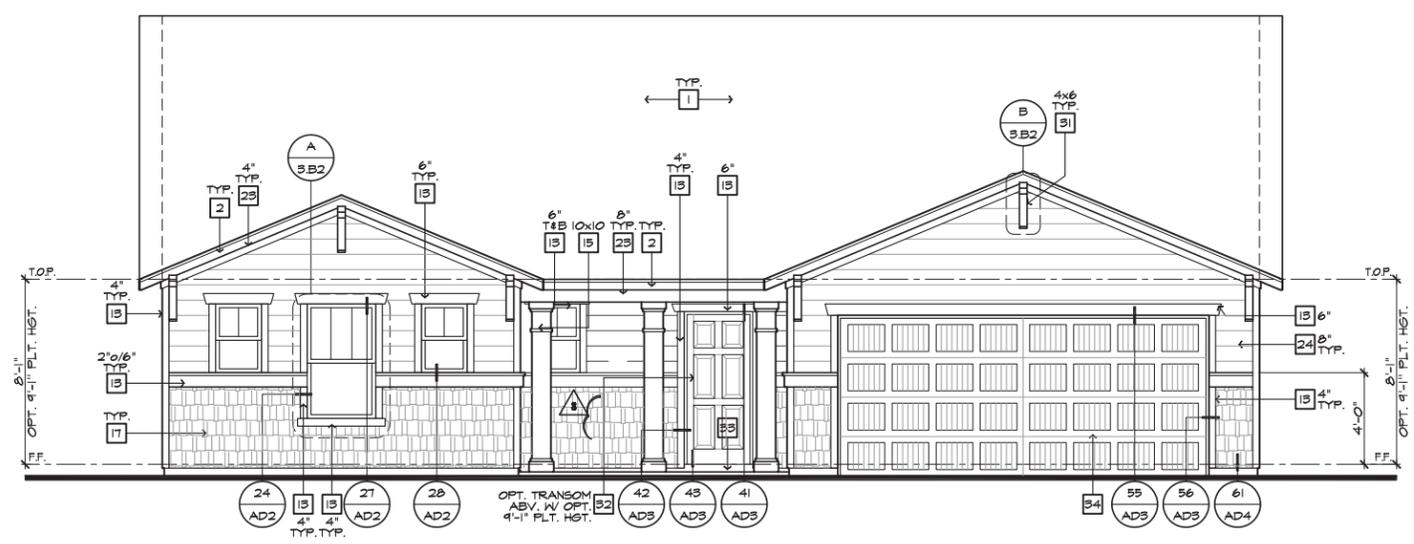 TYP.
1
4x6
TYP.
31
B
3.B2
A
3.B2
4"
TYP.
23
TYP.
2
6"
TYP.
13
4"
TYP.
13
6"
13
6"
T&B
13
10x10
15
8"
TYP.
23
TYP.
2
T.O.P.
T.O.P.
4"
TYP.
13
13 6"
24 8"
TYP.
2"o/6"
TYP.
13
13 4"
TYP.
TYP.
17
8'-1"
OPT. 9'-1" PLT. HGT.
8
33
4'-0"
8'-1"
OPT. 9'-1" PLT. HGT.
F.F.
F.F.
24
AD2
13
4"
TYP.
13
4"
TYP.
27
AD2
28
AD2
OPT. TRANSOM
ABV. W/ OPT.
9'-1" PLT. HGT.
32
42
AD3
43
AD3
41
AD3
34
55
AD3
56
AD3
61
AD4